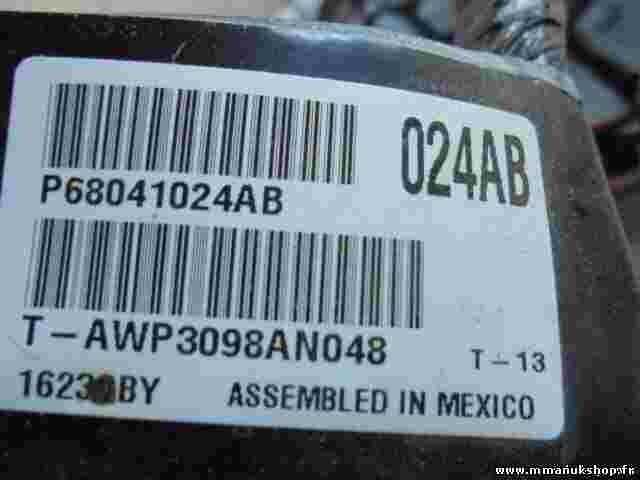 024AB
P68041024AB
T-AWP3098AN048
T-13
ASSEMBLED IN MEXICO